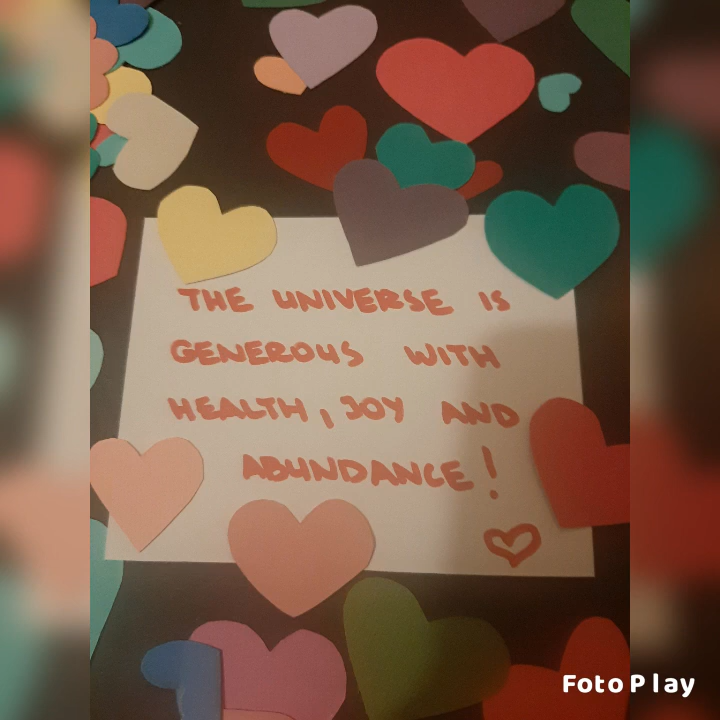 THE UNIVERSE IS
GENEROUS WITH
HEALTH, JOY AND
ABUNDANCE!
FotoPlay